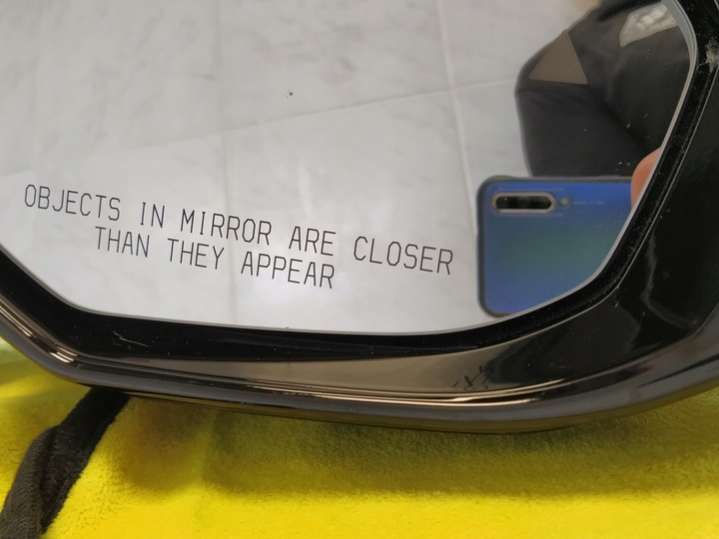 OBJECTS IN MIRROR ARE CLOSER
THAN THEY APPEAR